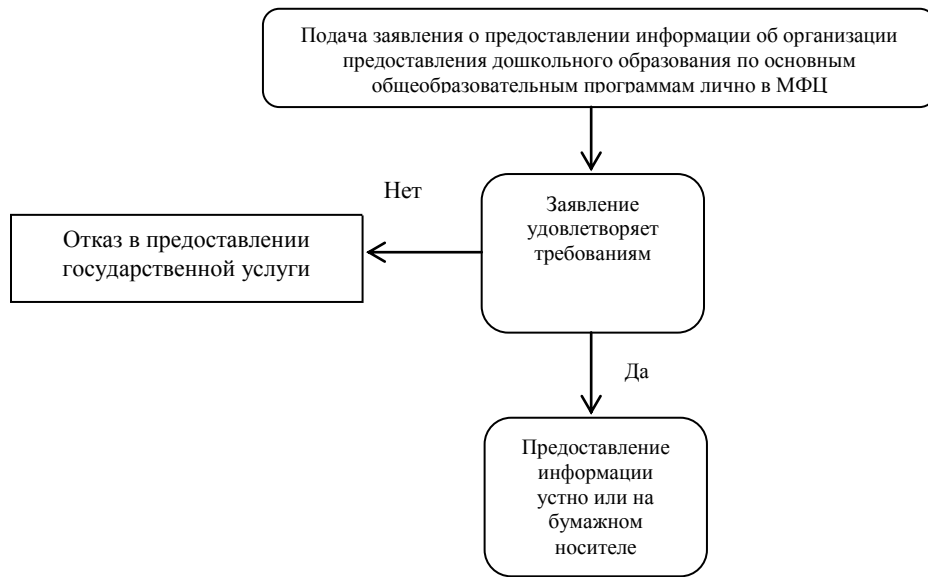 Подача заявления о предоставлении информации об организации
предоставления дошкольного образования по основным
общеобразовательным программам лично в МФЦ
Нет
Заявление
удовлетворяет
требованиям
Отказ в предоставлении
государственной услуги
Да
Предоставление
информации
устно или на
бумажном
носителе